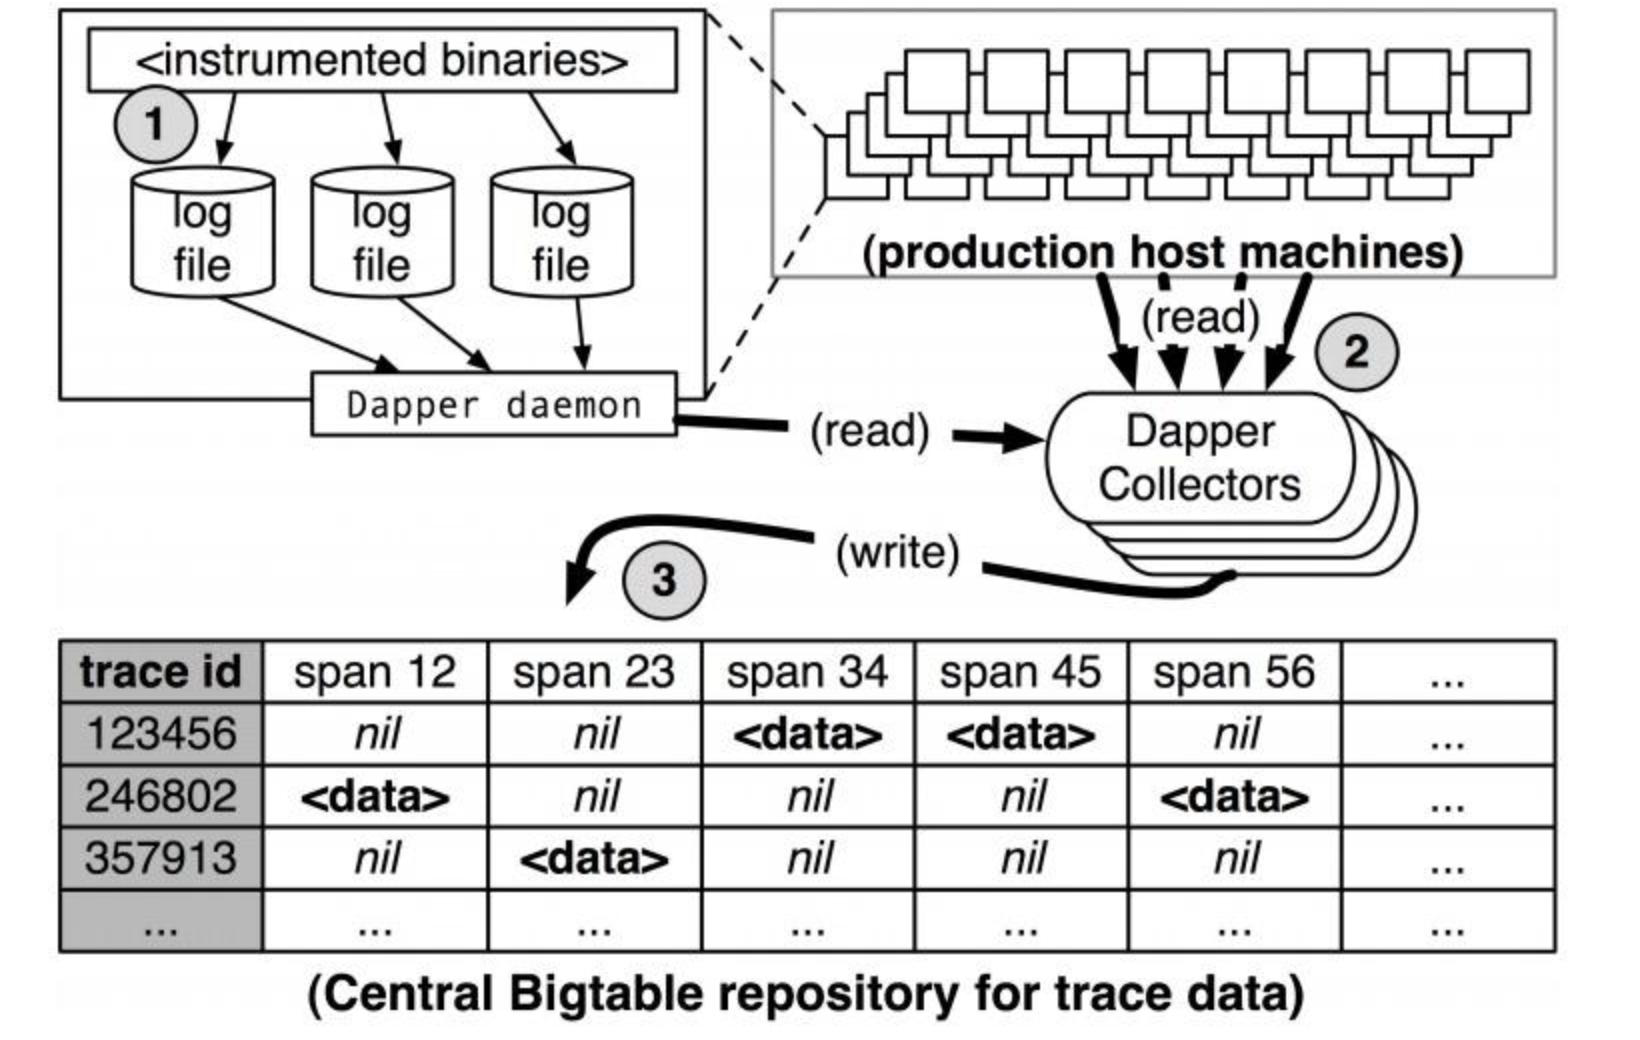 <instrumented binaries>
1
log file
log file
log file
Dapper daemon
(production host machines)
(read)
2
(read)
Dapper Collectors
(write)
3
trace id span 12 span 23 span 34 span 45 span 56 ...
123456 nil nil <data> <data> nil ...
246802 <data> nil nil nil <data> ...
357913 nil <data> nil nil nil ...
... ... ... ... ... ... ...
(Central Bigtable repository for trace data)